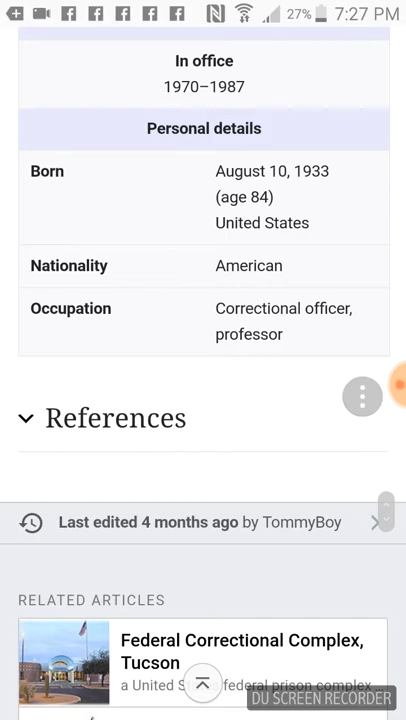 27% 7:27 PM
In office
1970–1987
Personal details
Born August 10, 1933
(age 84)
United States
Nationality American
Occupation Correctional officer,
professor
References
Last edited 4 months ago by TommyBoy
RELATED ARTICLES
Federal Correctional Complex,
Tucson
a United federal prison complex
DU SCREEN RECORDER